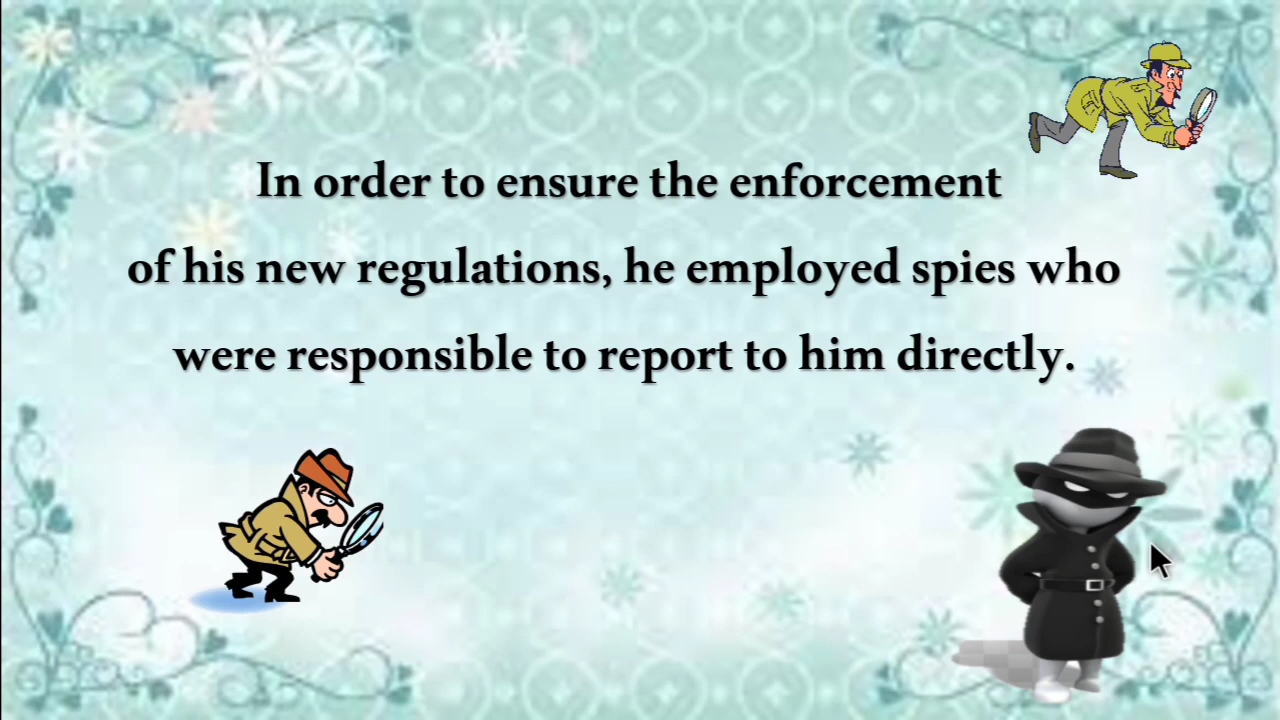 In order to ensure the enforcement
of his new regulations, he employed spies who
were responsible to report to him directly.